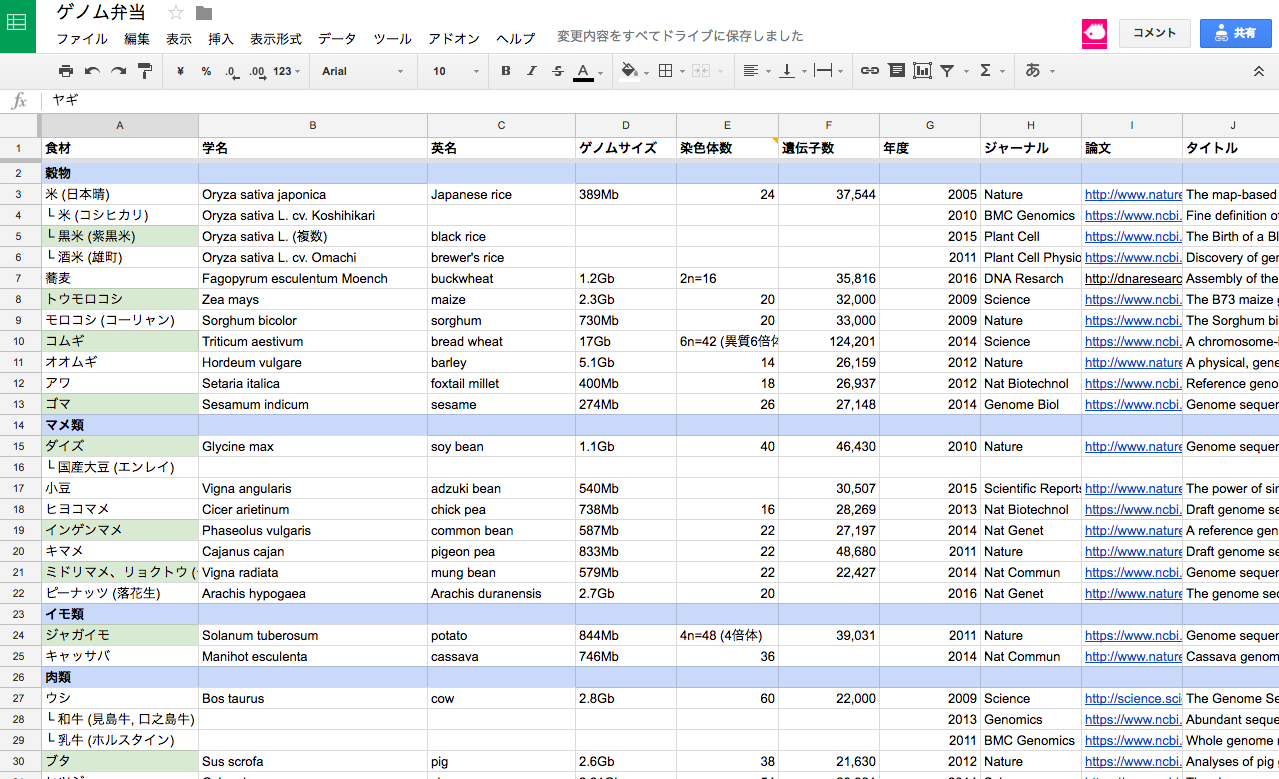 ゲノム弁当
ファイル 編集 表示 挿入 表示形式 データ ツール アドオン ヘルプ 変更内容をすべてドライブに保存しました
コメント 共有
¥ % .0 .00 123 Arial 10 B I S A Σ あ
fx ヤギ
A B C D E F G H I J
1 食材 学名 英名 ゲノムサイズ 染色体数 遺伝子数 年度 ジャーナル 論文 タイトル
2 穀物
3 米 (日本晴) Oryza sativa japonica Japanese rice 389Mb 24 37,544 2005 Nature http://www.nature The map-based
4 └ 米 (コシヒカリ) Oryza sativa L. cv. Koshihikari 2010 BMC Genomics https://www.ncbi. Fine definition of
5 └ 黒米 (紫黒米) Oryza sativa L. (複数) black rice 2015 Plant Cell https://www.ncbi. The Birth of a Bl
6 └ 酒米 (雄町) Oryza sativa L. cv. Omachi brewer's rice 2011 Plant Cell Physio https://www.ncbi. Discovery of gen
7 蕎麦 Fagopyrum esculentum Moench buckwheat 1.2Gb 2n=16 35,816 2016 DNA Resarch http://dnaresearc Assembly of the
8 トウモロコシ Zea mays maize 2.3Gb 20 32,000 2009 Science https://www.ncbi. The B73 maize g
9 モロコシ (コーリャン) Sorghum bicolor sorghum 730Mb 20 33,000 2009 Nature http://www.nature The Sorghum bi
10 コムギ Triticum aestivum bread wheat 17Gb 6n=42 (異質6倍体 124,201 2014 Science https://www.ncbi. A chromosome-
11 オオムギ Hordeum vulgare barley 5.1Gb 14 26,159 2012 Nature http://www.nature A physical, gene
12 アワ Setaria italica foxtail millet 400Mb 18 26,937 2012 Nat Biotechnol https://www.ncbi. Reference geno
13 ゴマ Sesamum indicum sesame 274Mb 26 27,148 2014 Genome Biol https://www.ncbi. Genome sequen
14 マメ類
15 ダイズ Glycine max soy bean 1.1Gb 40 46,430 2010 Nature http://www.nature Genome sequen
16 └ 国産大豆 (エンレイ)
17 小豆 Vigna angularis adzuki bean 540Mb 30,507 2015 Scientific Reports http://www.nature The power of sin
18 ヒヨコマメ Cicer arietinum chick pea 738Mb 16 28,269 2013 Nat Biotechnol https://www.ncbi. Draft genome se
19 インゲンマメ Phaseolus vulgaris common bean 587Mb 22 27,197 2014 Nat Genet http://www.nature A reference gen
20 キマメ Cajanus cajan pigeon pea 833Mb 22 48,680 2011 Nature http://www.nature Draft genome se
21 ミドリマメ、リョクトウ ( Vigna radiata mung bean 579Mb 22 22,427 2014 Nat Commun https://www.ncbi. Genome sequen
22 ピーナッツ (落花生) Arachis hypogaea Arachis duranensis 2.7Gb 20 2016 Nat Genet http://www.nature The genome seq
23 イモ類
24 ジャガイモ Solanum tuberosum potato 844Mb 4n=48 (4倍体) 39,031 2011 Nature https://www.ncbi. Genome sequen
25 キャッサバ Manihot esculenta cassava 746Mb 36 2014 Nat Commun http://www.nature Cassava genom
26 肉類
27 ウシ Bos taurus cow 2.8Gb 60 22,000 2009 Science http://science.sci The Genome Se
28 └ 和牛 (見島牛, 口之島牛) 2013 Genomics https://www.ncbi. Abundant seque
29 └ 乳牛 (ホルスタイン) 2011 BMC Genomics https://www.ncbi. Whole genome r
30 ブタ Sus scrofa pig 2.6Gb 38 21,630 2012 Nature https://www.ncbi. Analyses of pig